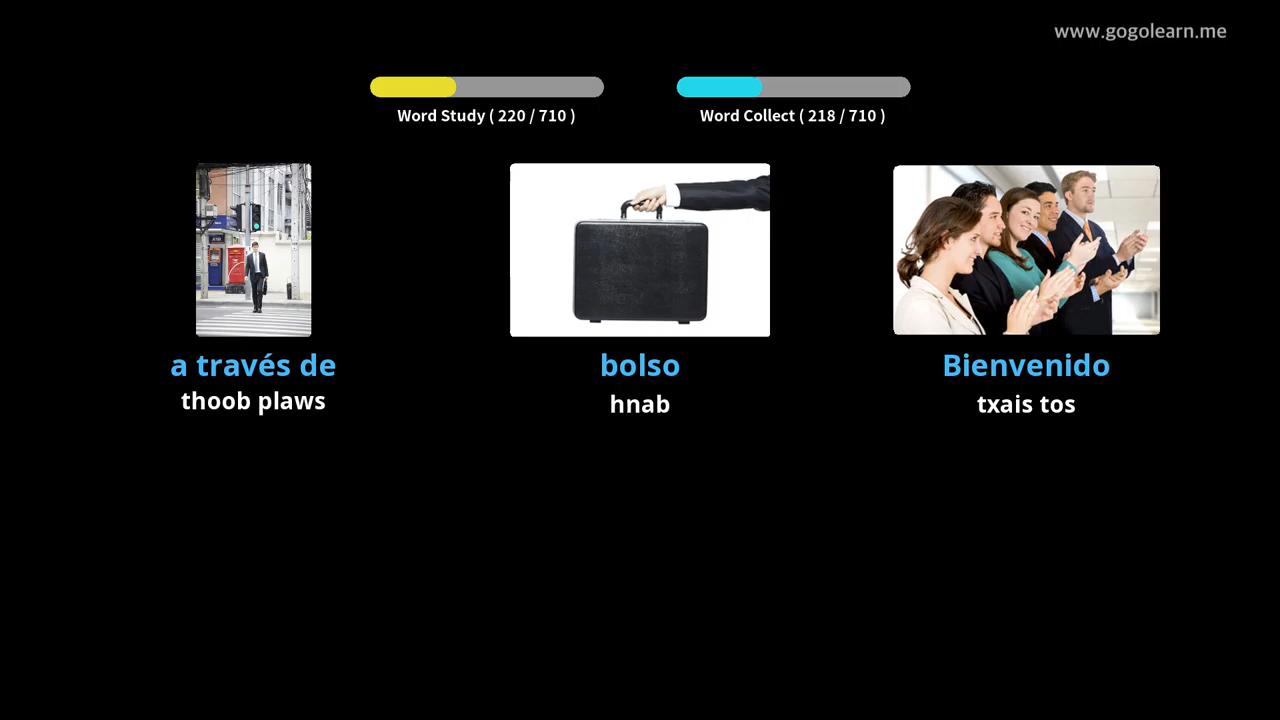 www.gogolearn.me
Word Study ( 220 / 710 )
Word Collect ( 218 / 710 )
a través de
thoob plaws
bolso
hnab
Bienvenido
txais tos